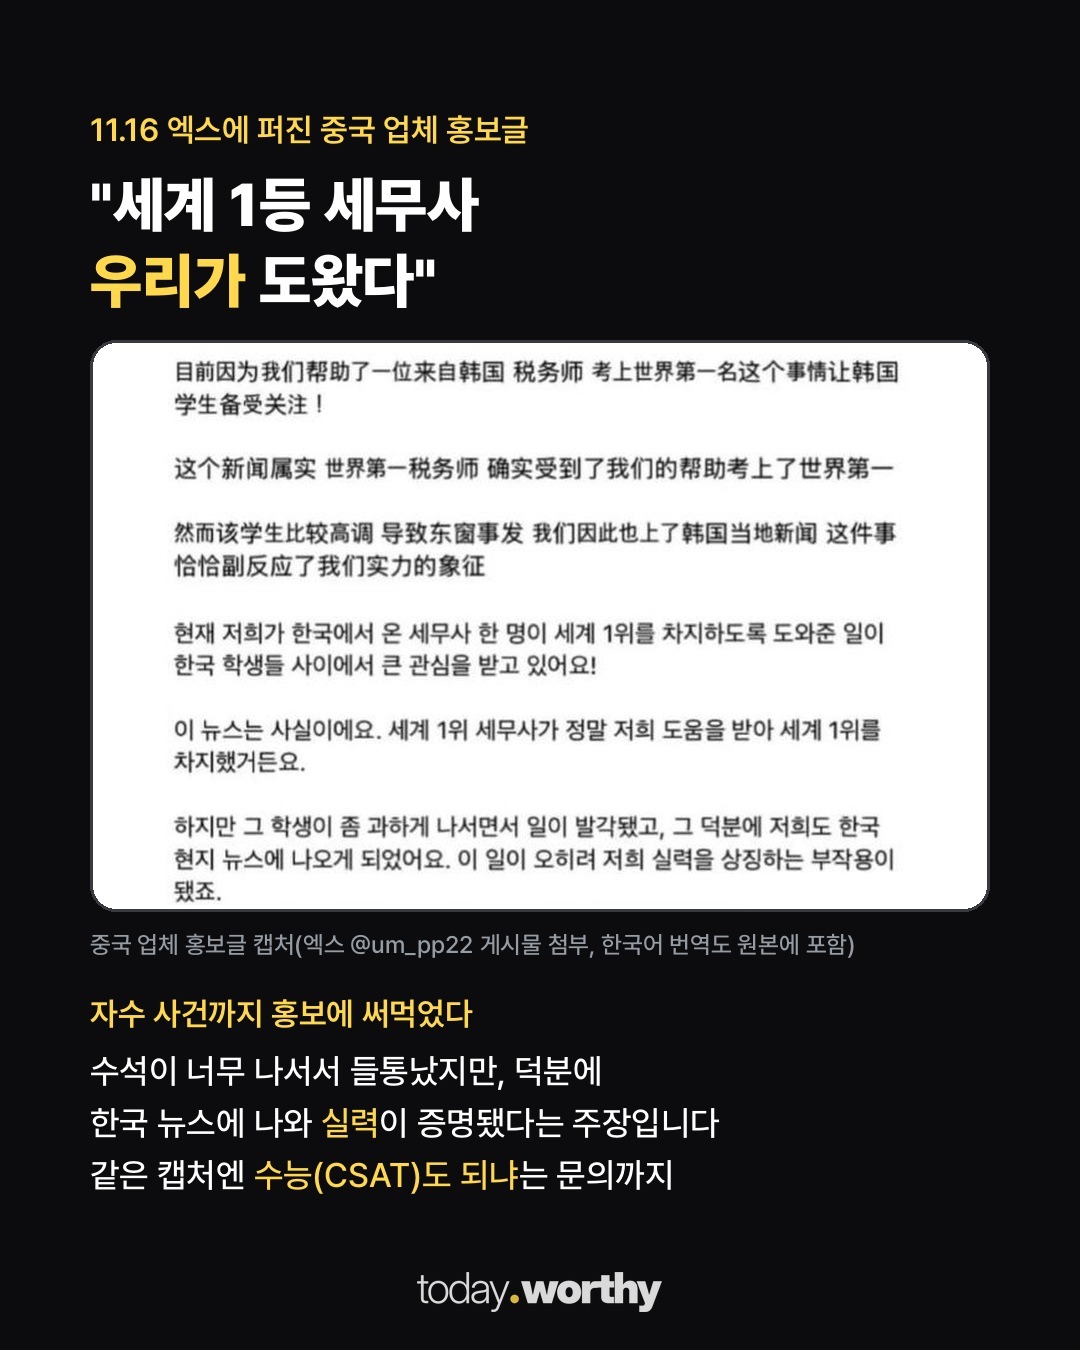 11.16 엑스에 퍼진 중국 업체 홍보글
"세계 1등 세무사
우리가 도왔다"
目前因为我们帮助了一位来自韩国 税务师 考上世界第一名这个事情让韩国
学生备受关注！
这个新闻属实 世界第一税务师 确实受到了我们的帮助考上了世界第一
然而该学生比较高调 导致东窗事发 我们因此也上了韩国当地新闻 这件事
恰恰副反应了我们实力的象征
현재 저희가 한국에서 온 세무사 한 명이 세계 1위를 차지하도록 도와준 일이
한국 학생들 사이에서 큰 관심을 받고 있어요!
이 뉴스는 사실이에요. 세계 1위 세무사가 정말 저희 도움을 받아 세계 1위를
차지했거든요.
하지만 그 학생이 좀 과하게 나서면서 일이 발각됐고, 그 덕분에 저희도 한국
현지 뉴스에 나오게 되었어요. 이 일이 오히려 저희 실력을 상징하는 부작용이
됐죠.
중국 업체 홍보글 캡처(엑스 @um_pp22 게시물 첨부, 한국어 번역도 원본에 포함)
자수 사건까지 홍보에 써먹었다
수석이 너무 나서서 들통났지만, 덕분에
한국 뉴스에 나와 실력이 증명됐다는 주장입니다
같은 캡처엔 수능(CSAT)도 되냐는 문의까지
today.worthy